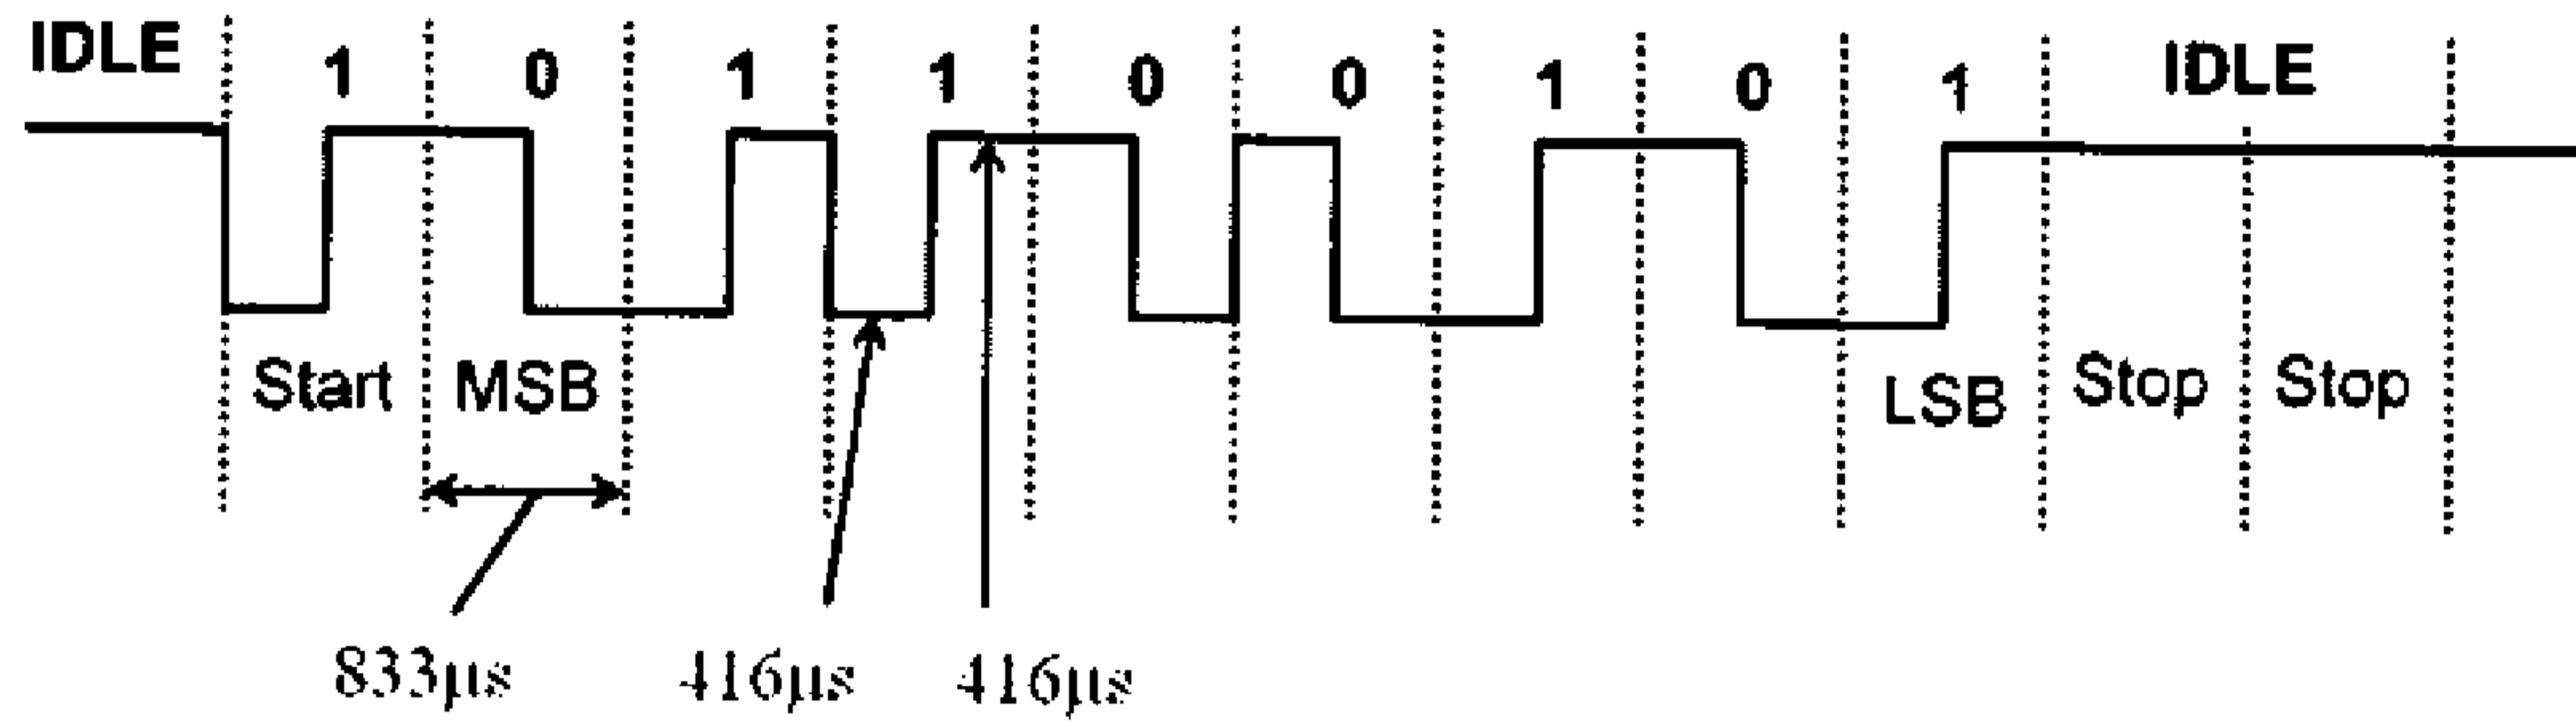 IDLE 1 0 1 1 0 0 1 0 1 IDLE
Start MSB LSB Stop Stop
833μs 416μs 416μs